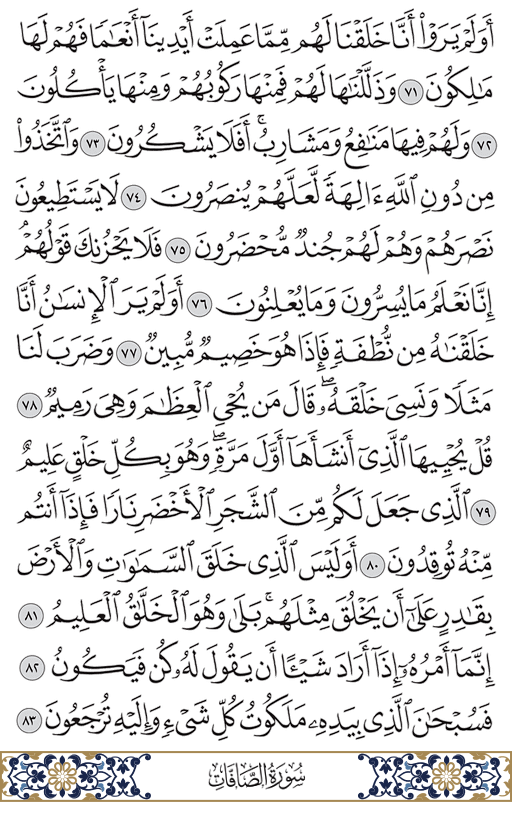 أَوَلَمْ يَرَوْا۟ أَنَّا خَلَقْنَا لَهُم مِّمَّا عَمِلَتْ أَيْدِينَآ أَنْعَـٰمًا فَهُمْ لَهَا
مَـٰلِكُونَ ٧١ وَذَلَّلْنَـٰهَا لَهُمْ فَمِنْهَا رَكُوبُهُمْ وَمِنْهَا يَأْكُلُونَ
٧٢ وَلَهُمْ فِيهَا مَنَـٰفِعُ وَمَشَارِبُ ۖ أَفَلَا يَشْكُرُونَ ٧٣ وَٱتَّخَذُوا۟
مِن دُونِ ٱللَّهِ ءَالِهَةً لَّعَلَّهُمْ يُنصَرُونَ ٧٤ لَا يَسْتَطِيعُونَ
نَصْرَهُمْ وَهُمْ لَهُمْ جُندٌ مُّحْضَرُونَ ٧٥ فَلَا يَحْزُنكَ قَوْلُهُمْ ۘ
إِنَّا نَعْلَمُ مَا يُسِرُّونَ وَمَا يُعْلِنُونَ ٧٦ أَوَلَمْ يَرَ ٱلْإِنسَـٰنُ أَنَّا
خَلَقْنَـٰهُ مِن نُّطْفَةٍ فَإِذَا هُوَ خَصِيمٌ مُّبِينٌ ٧٧ وَضَرَبَ لَنَا
مَثَلًا وَنَسِىَ خَلْقَهُۥ ۖ قَالَ مَن يُحْىِ ٱلْعِظَـٰمَ وَهِىَ رَمِيمٌ ٧٨
قُلْ يُحْيِيهَا ٱلَّذِىٓ أَنشَأَهَآ أَوَّلَ مَرَّةٍ ۖ وَهُوَ بِكُلِّ خَلْقٍ عَلِيمٌ
٧٩ ٱلَّذِى جَعَلَ لَكُم مِّنَ ٱلشَّجَرِ ٱلْأَخْضَرِ نَارًا فَإِذَآ أَنتُم
مِّنْهُ تُوقِدُونَ ٨٠ أَوَلَيْسَ ٱلَّذِى خَلَقَ ٱلسَّمَـٰوَٰتِ وَٱلْأَرْضَ
بِقَـٰدِرٍ عَلَىٰٓ أَن يَخْلُقَ مِثْلَهُم ۚ بَلَىٰ وَهُوَ ٱلْخَلَّـٰقُ ٱلْعَلِيمُ ٨١
إِنَّمَآ أَمْرُهُۥٓ إِذَآ أَرَادَ شَيْـًٔا أَن يَقُولَ لَهُۥ كُن فَيَكُونُ ٨٢
فَسُبْحَـٰنَ ٱلَّذِى بِيَدِهِۦ مَلَكُوتُ كُلِّ شَىْءٍ وَإِلَيْهِ تُرْجَعُونَ ٨٣
سُورَةُ الصَّافَّاتِ